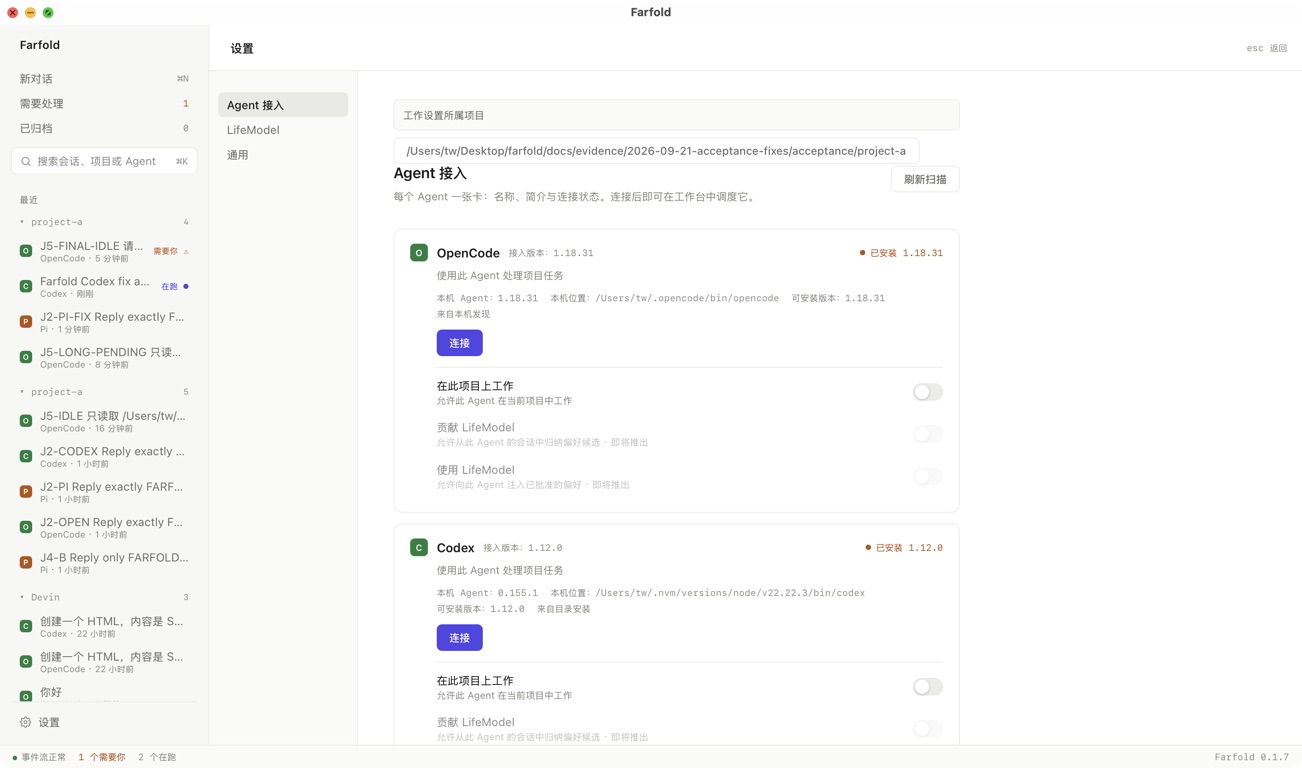 Farfold
Farfold
新对话 ⌘N
需要处理 1
已归档 0
搜索会话、项目或 Agent ⌘K
最近
project-a 4
O J5-FINAL-IDLE 请... 需要你
OpenCode · 5 分钟前
C Farfold Codex fix a... 在跑
Codex · 刚刚
P J2-PI-FIX Reply exactly F...
Pi · 1 分钟前
O J5-LONG-PENDING 只读...
OpenCode · 8 分钟前
project-a 5
O J5-IDLE 只读取 /Users/tw/...
OpenCode · 16 分钟前
C J2-CODEX Reply exactly ...
Codex · 1 小时前
P J2-PI Reply exactly FARF...
Pi · 1 小时前
O J2-OPEN Reply exactly F...
OpenCode · 1 小时前
P J4-B Reply only FARFOLD...
Pi · 1 小时前
Devin 3
C 创建一个 HTML，内容是 S...
Codex · 22 小时前
O 创建一个 HTML，内容是 S...
OpenCode · 22 小时前
O 你好
设置
设置
esc 返回
Agent 接入
LifeModel
通用
工作设置所属项目
/Users/tw/Desktop/farfold/docs/evidence/2026-09-21-acceptance-fixes/acceptance/project-a
Agent 接入
刷新扫描
每个 Agent 一张卡：名称、简介与连接状态。连接后即可在工作台中调度它。
O OpenCode 接入版本：1.18.31 已安装 1.18.31
使用此 Agent 处理项目任务
本机 Agent：1.18.31 本机位置：/Users/tw/.opencode/bin/opencode 可安装版本：1.18.31
来自本机发现
连接
在此项目上工作
允许此 Agent 在当前项目中工作
贡献 LifeModel
允许从此 Agent 的会话中归纳偏好候选 · 即将推出
使用 LifeModel
允许向此 Agent 注入已批准的偏好 · 即将推出
C Codex 接入版本：1.12.0 已安装 1.12.0
使用此 Agent 处理项目任务
本机 Agent：0.155.1 本机位置：/Users/tw/.nvm/versions/node/v22.22.3/bin/codex
可安装版本：1.12.0 来自目录安装
连接
在此项目上工作
允许此 Agent 在当前项目中工作
贡献 LifeModel
允许从此 Agent 的会话中归纳偏好候选 · 即将推出
事件流正常 1 个需要你 2 个在跑
Farfold 0.1.7